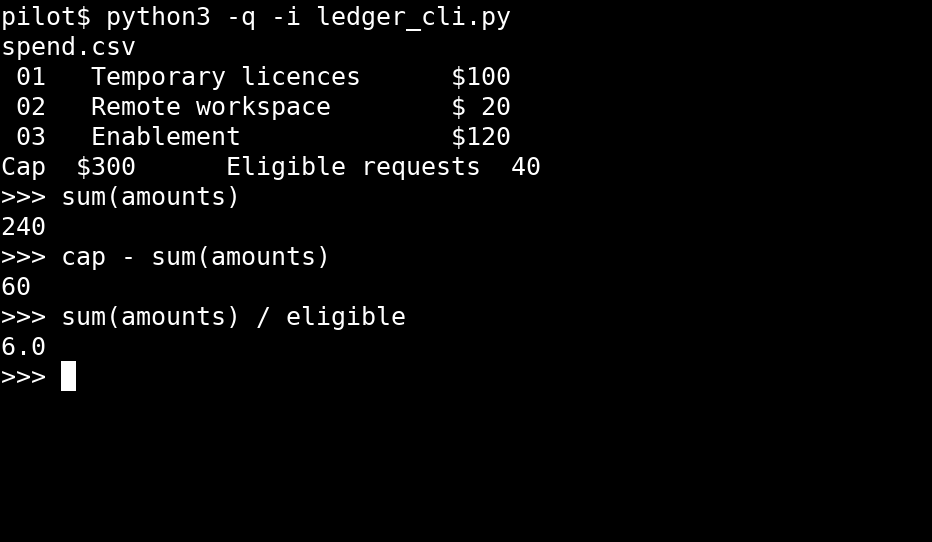 pilot$ python3 -q -i ledger_cli.py
spend.csv
 01   Temporary licences      $100
 02   Remote workspace        $ 20
 03   Enablement              $120
Cap  $300      Eligible requests  40
>>> sum(amounts)
240
>>> cap - sum(amounts)
60
>>> sum(amounts) / eligible
6.0
>>>